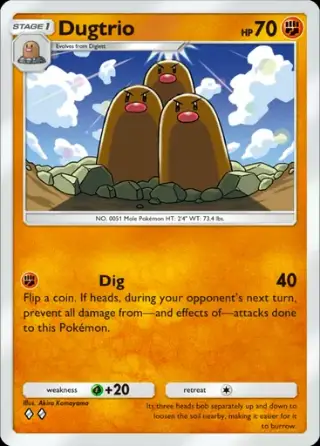 STAGE 1 Dugtrio HP 70
Evolves from Diglett
NO. 0051 Mole Pokémon HT: 2'4" WT: 73.4 lbs.
Dig 40
Flip a coin. If heads, during your opponent's next turn,
prevent all damage from—and effects of—attacks done
to this Pokémon.
weakness +20 retreat
Illus. Akira Komayama
Its three heads bob separately up and down to
loosen the soil nearby, making it easier for it
to burrow.